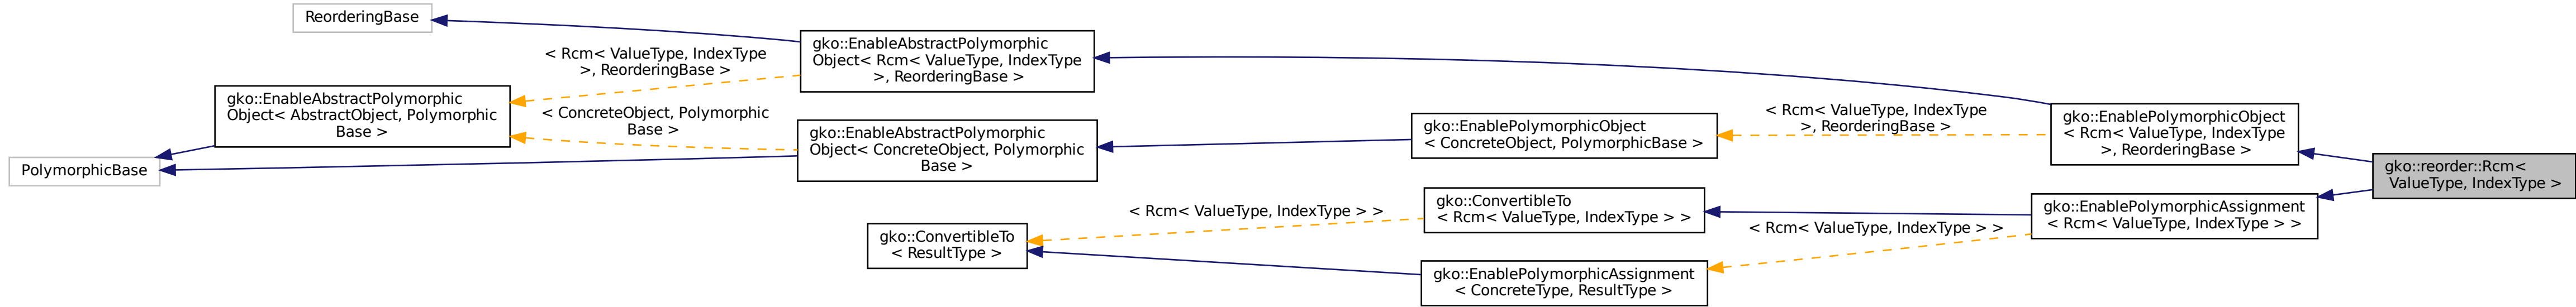 ReorderingBase
gko::EnableAbstractPolymorphic
Object< Rcm< ValueType, IndexType
>, ReorderingBase >
< Rcm< ValueType, IndexType
>, ReorderingBase >
gko::EnableAbstractPolymorphic
Object< AbstractObject, Polymorphic
Base >
< ConcreteObject, Polymorphic
Base >
PolymorphicBase
gko::EnableAbstractPolymorphic
Object< ConcreteObject, Polymorphic
Base >
gko::EnablePolymorphicObject
< ConcreteObject, PolymorphicBase >
< Rcm< ValueType, IndexType
>, ReorderingBase >
gko::EnablePolymorphicObject
< Rcm< ValueType, IndexType
>, ReorderingBase >
gko::reorder::Rcm<
ValueType, IndexType >
gko::ConvertibleTo
< ResultType >
< Rcm< ValueType, IndexType > >
gko::ConvertibleTo
< Rcm< ValueType, IndexType > >
< Rcm< ValueType, IndexType > >
gko::EnablePolymorphicAssignment
< Rcm< ValueType, IndexType > >
gko::EnablePolymorphicAssignment
< ConcreteType, ResultType >